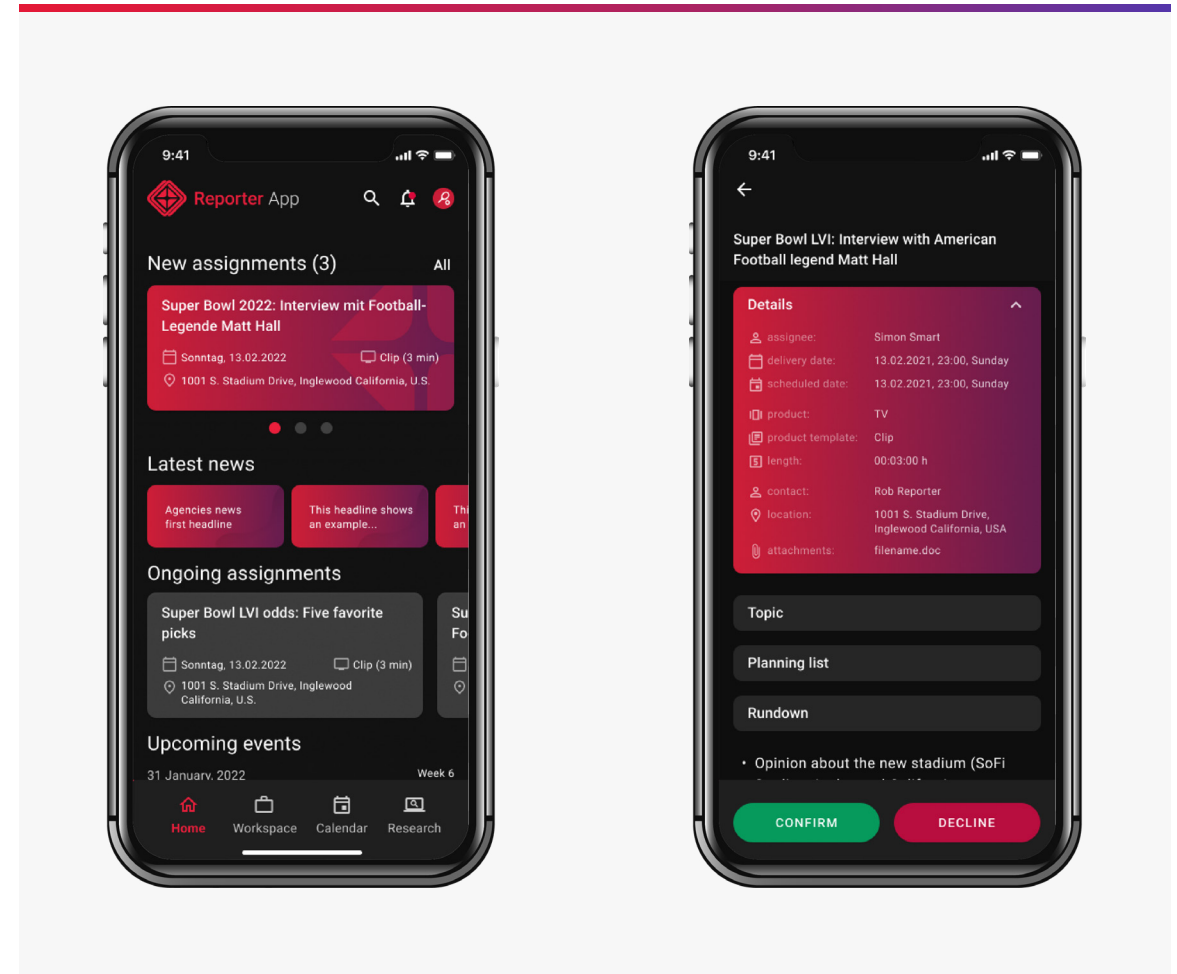 9:41
Reporter App
New assignments (3)
All
Super Bowl 2022: Interview mit Football-
Legende Matt Hall
Sonntag, 13.02.2022
Clip (3 min)
1001 S. Stadium Drive, Inglewood California, U.S.
Latest news
Agencies news
first headline
This headline shows
an example...
Thi
an
Ongoing assignments
Super Bowl LVI odds: Five favorite
picks
Sonntag, 13.02.2022
Clip (3 min)
1001 S. Stadium Drive, Inglewood
California, U.S.
Su
Fo
Upcoming events
31 January, 2022
Week 6
Home
Workspace
Calendar
Research
9:41
Super Bowl LVI: Interview with American
Football legend Matt Hall
Details
assignee: Simon Smart
delivery date: 13.02.2021, 23:00, Sunday
scheduled date: 13.02.2021, 23:00, Sunday
product: TV
product template: Clip
length: 00:03:00 h
contact: Rob Reporter
location: 1001 S. Stadium Drive,
Inglewood California, USA
attachments: filename.doc
Topic
Planning list
Rundown
• Opinion about the new stadium (SoFi
CONFIRM
DECLINE